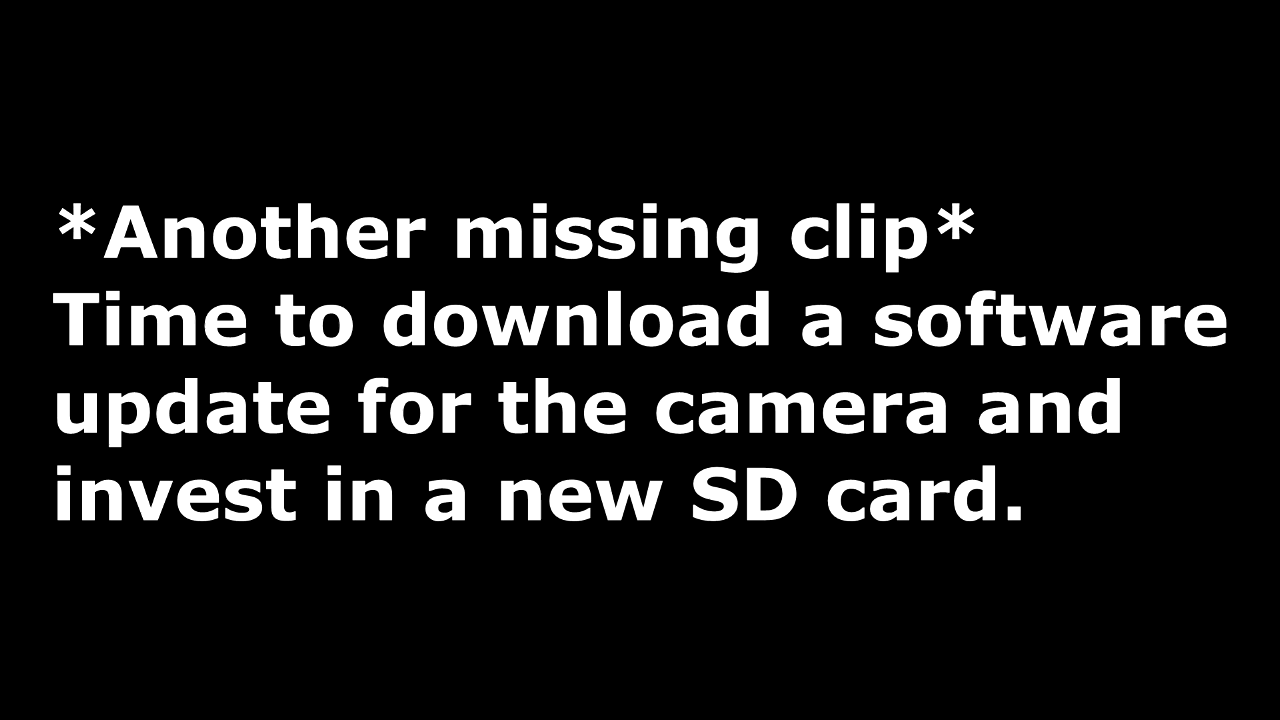 *Another missing clip*
Time to download a software
update for the camera and
invest in a new SD card.